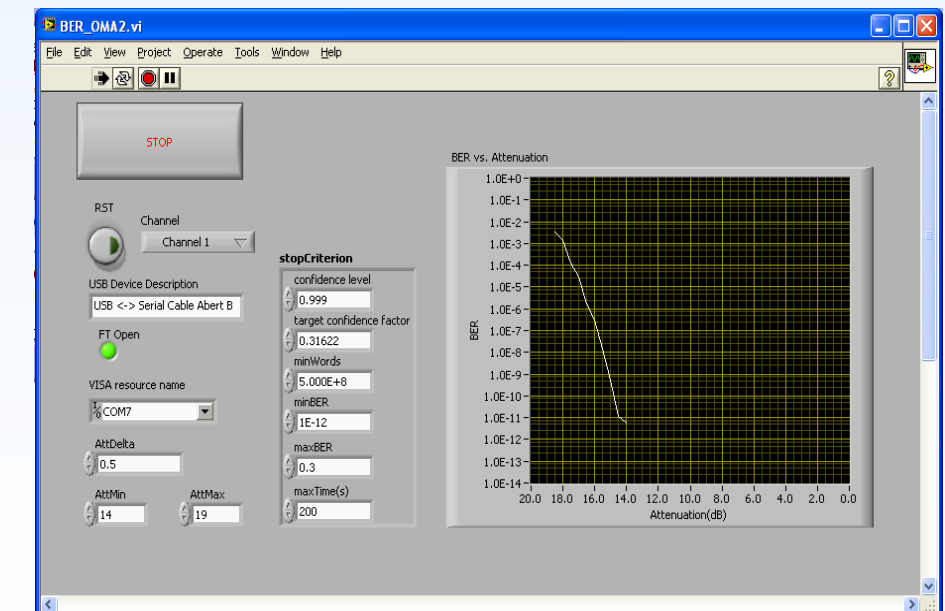 BER_OMA2.vi
File Edit View Project Operate Tools Window Help
STOP
RST
Channel
Channel 1
USB Device Description
USB <-> Serial Cable Abert B
FT Open
VISA resource name
COM7
AttDelta
0.5
AttMin AttMax
14 19
stopCriterion
confidence level
0.999
target confidence factor
0.31622
minWords
5.000E+8
minBER
1E-12
maxBER
0.3
maxTime(s)
200
BER vs. Attenuation
1.0E+0
1.0E-1
1.0E-2
1.0E-3
1.0E-4
1.0E-5
1.0E-6
1.0E-7
1.0E-8
1.0E-9
1.0E-10
1.0E-11
1.0E-12
1.0E-13
1.0E-14
BER
20.0 18.0 16.0 14.0 12.0 10.0 8.0 6.0 4.0 2.0 0.0
Attenuation(dB)